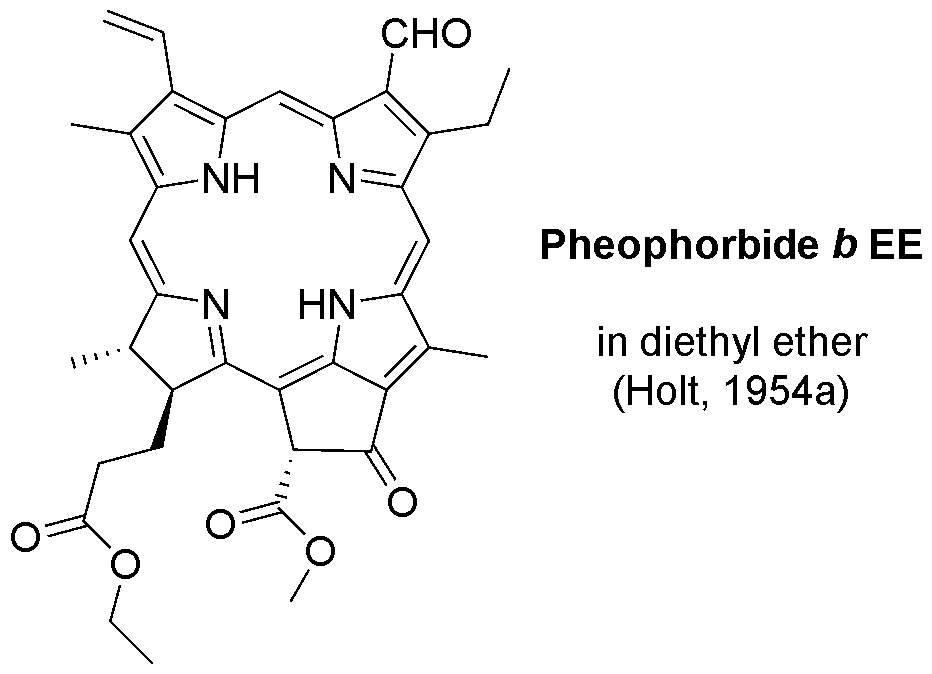 CHO
NH
N
Pheophorbide b EE
N
HN
in diethyl ether
(Holt, 1954a)
O
O
O
O
O